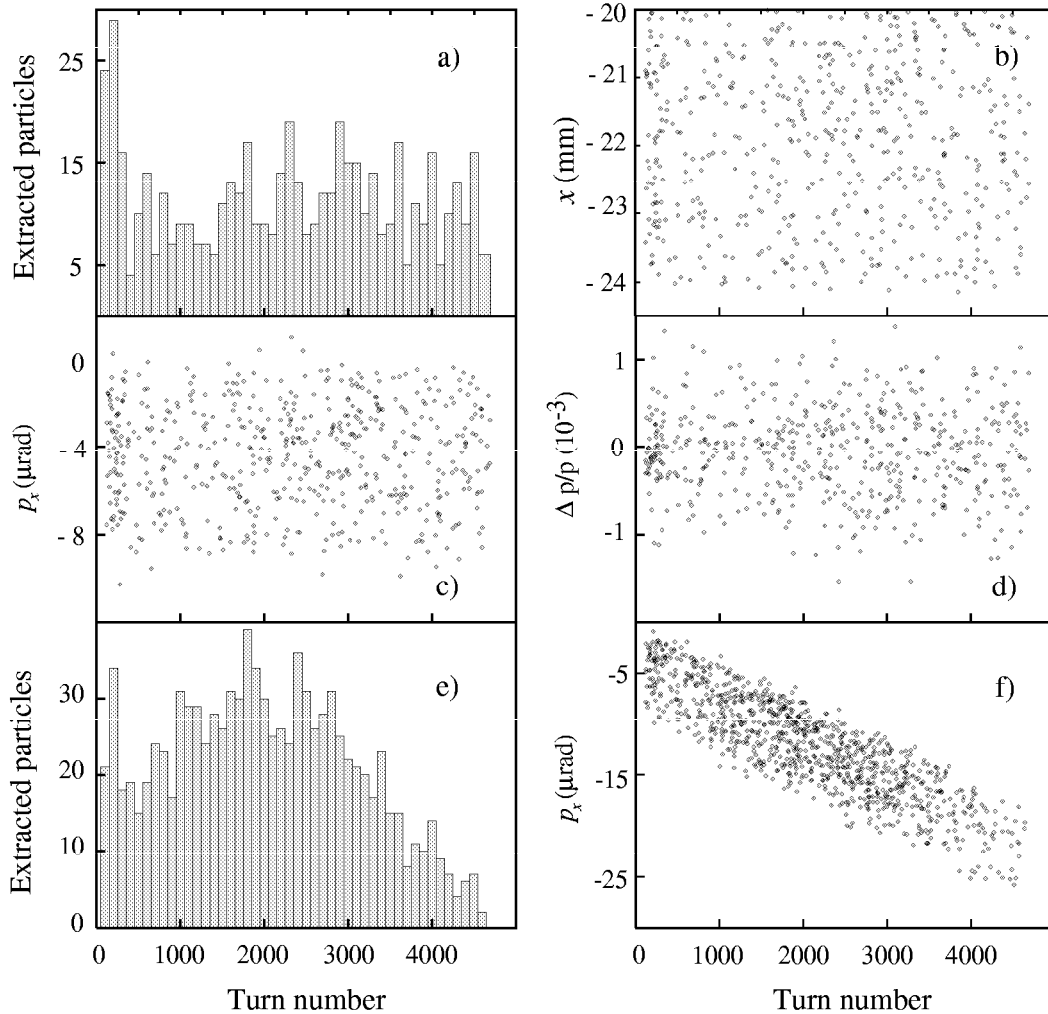 25
15
5
Extracted particles
a)
- 20
- 21
- 22
- 23
- 24
x (mm)
b)
0
- 4
- 8
pₓ (μrad)
c)
1
0
-1
Δ p/p (10⁻³)
d)
30
20
10
0
Extracted particles
e)
0 1000 2000 3000 4000
Turn number
-5
-15
-25
pₓ (μrad)
f)
0 1000 2000 3000 4000
Turn number